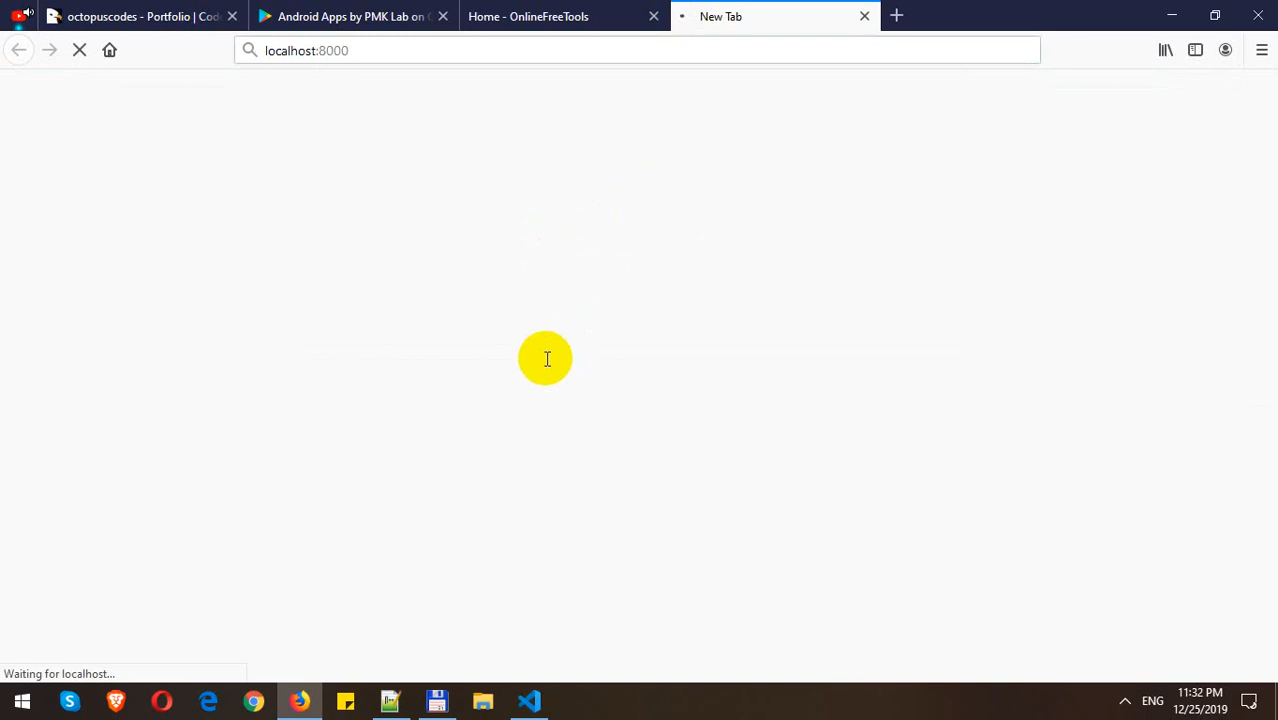 octopuscodes - Portfolio | Cod
Android Apps by PMK Lab on G
Home - OnlineFreeTools
New Tab
localhost:8000
Waiting for localhost...
ENG
11:32 PM
12/25/2019